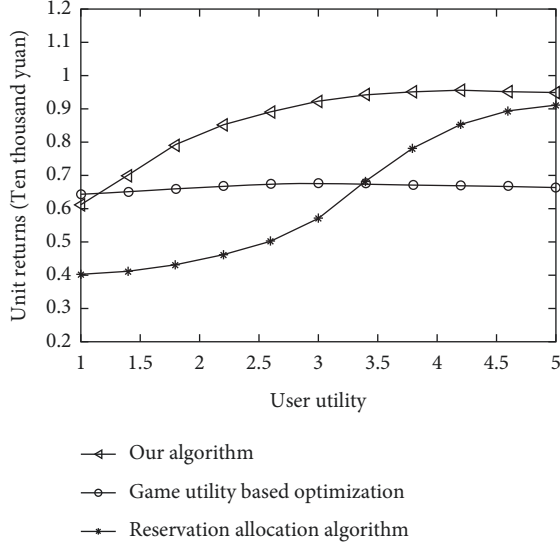 1.2
1.1
1
0.9
0.8
0.7
0.6
0.5
0.4
0.3
0.2
Unit returns (Ten thousand yuan)
1 1.5 2 2.5 3 3.5 4 4.5 5
User utility
Our algorithm
Game utility based optimization
Reservation allocation algorithm